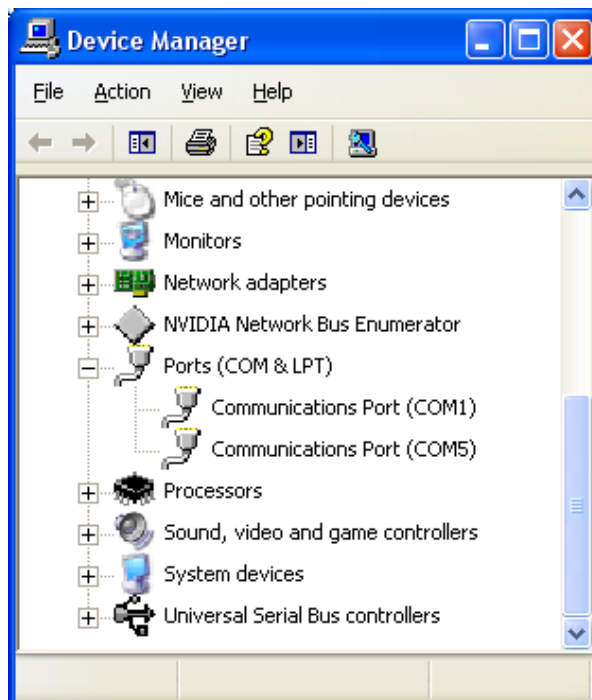 Device Manager
File Action View Help
Mice and other pointing devices
Monitors
Network adapters
NVIDIA Network Bus Enumerator
Ports (COM & LPT)
Communications Port (COM1)
Communications Port (COM5)
Processors
Sound, video and game controllers
System devices
Universal Serial Bus controllers